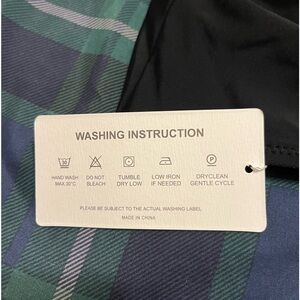 WASHING INSTRUCTION
30
P
HAND WASH
MAX 30°C
DO NOT
BLEACH
TUMBLE
DRY LOW
LOW IRON
IF NEEDED
DRYCLEAN
GENTLE CYCLE
PLEASE BE SUBJECT TO THE ACTUAL WASHING LABEL
MADE IN CHINA